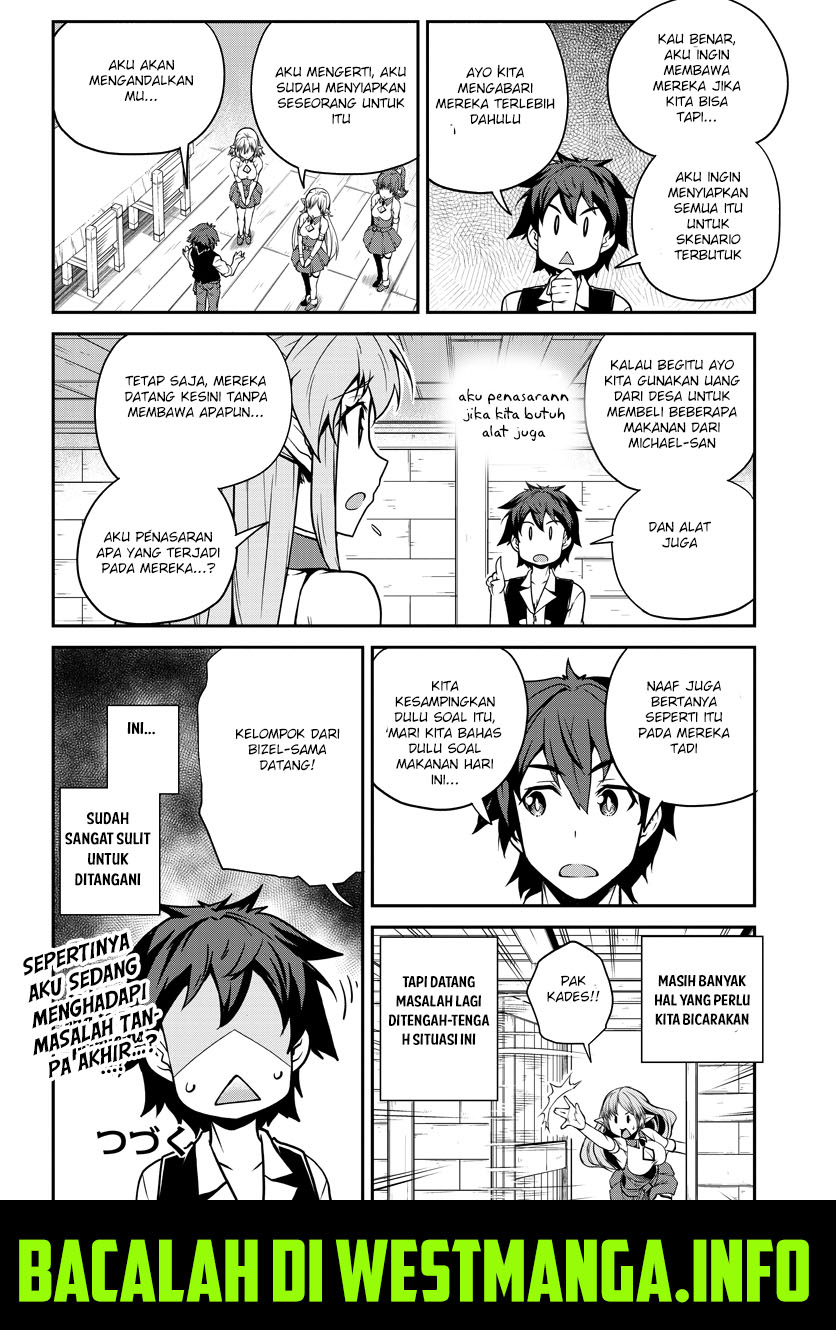 KAU BENAR,
AKU INGIN
MEMBAWA
MEREKA JIKA
KITA BISA
TAPI...
AKU INGIN
MENYIAPKAN
SEMUA ITU
UNTUK
SKENARIO
TERBUTUK
AYO KITA
MENGABARI
MEREKA TERLEBIH
DAHULU
AKU MENGERTI, AKU
SUDAH MENYIAPKAN
SESEORANG UNTUK
ITU
AKU AKAN
MENGANDALKAN
MU...
KALAU BEGITU AYO
KITA GUNAKAN UANG
DARI DESA UNTUK
MEMBELI BEBERAPA
MAKANAN DARI
MICHAEL-SAN
DAN ALAT
JUGA
aku penasarann
jika kita butuh
alat juga
TETAP SAJA, MEREKA
DATANG KESINI TANPA
MEMBAWA APAPUN...
AKU PENASARAN
APA YANG TERJADI
PADA MEREKA...?
NAAF JUGA
BERTANYA
SEPERTI ITU
PADA MEREKA
TADI
KITA
KESAMPINGKAN
DULU SOAL ITU,
'MARI KITA BAHAS
DULU SOAL
MAKANAN HARI
INI...
MASIH BANYAK
HAL YANG PERLU
KITA BICARAKAN
PAK
KADES!!
TAPI DATANG
MASALAH LAGI
DITENGAH-TENGA
H SITUASI INI
KELOMPOK DARI
BIZEL-SAMA
DATANG!
INI...
SUDAH
SANGAT SULIT
UNTUK
DITANGANI
SEPERTINYA
AKU SEDANG
MENGHADAPI
MASALAH TAN-
PA AKHIR...?
...?
つづく
BACALAH DI WESTMANGA.INFO